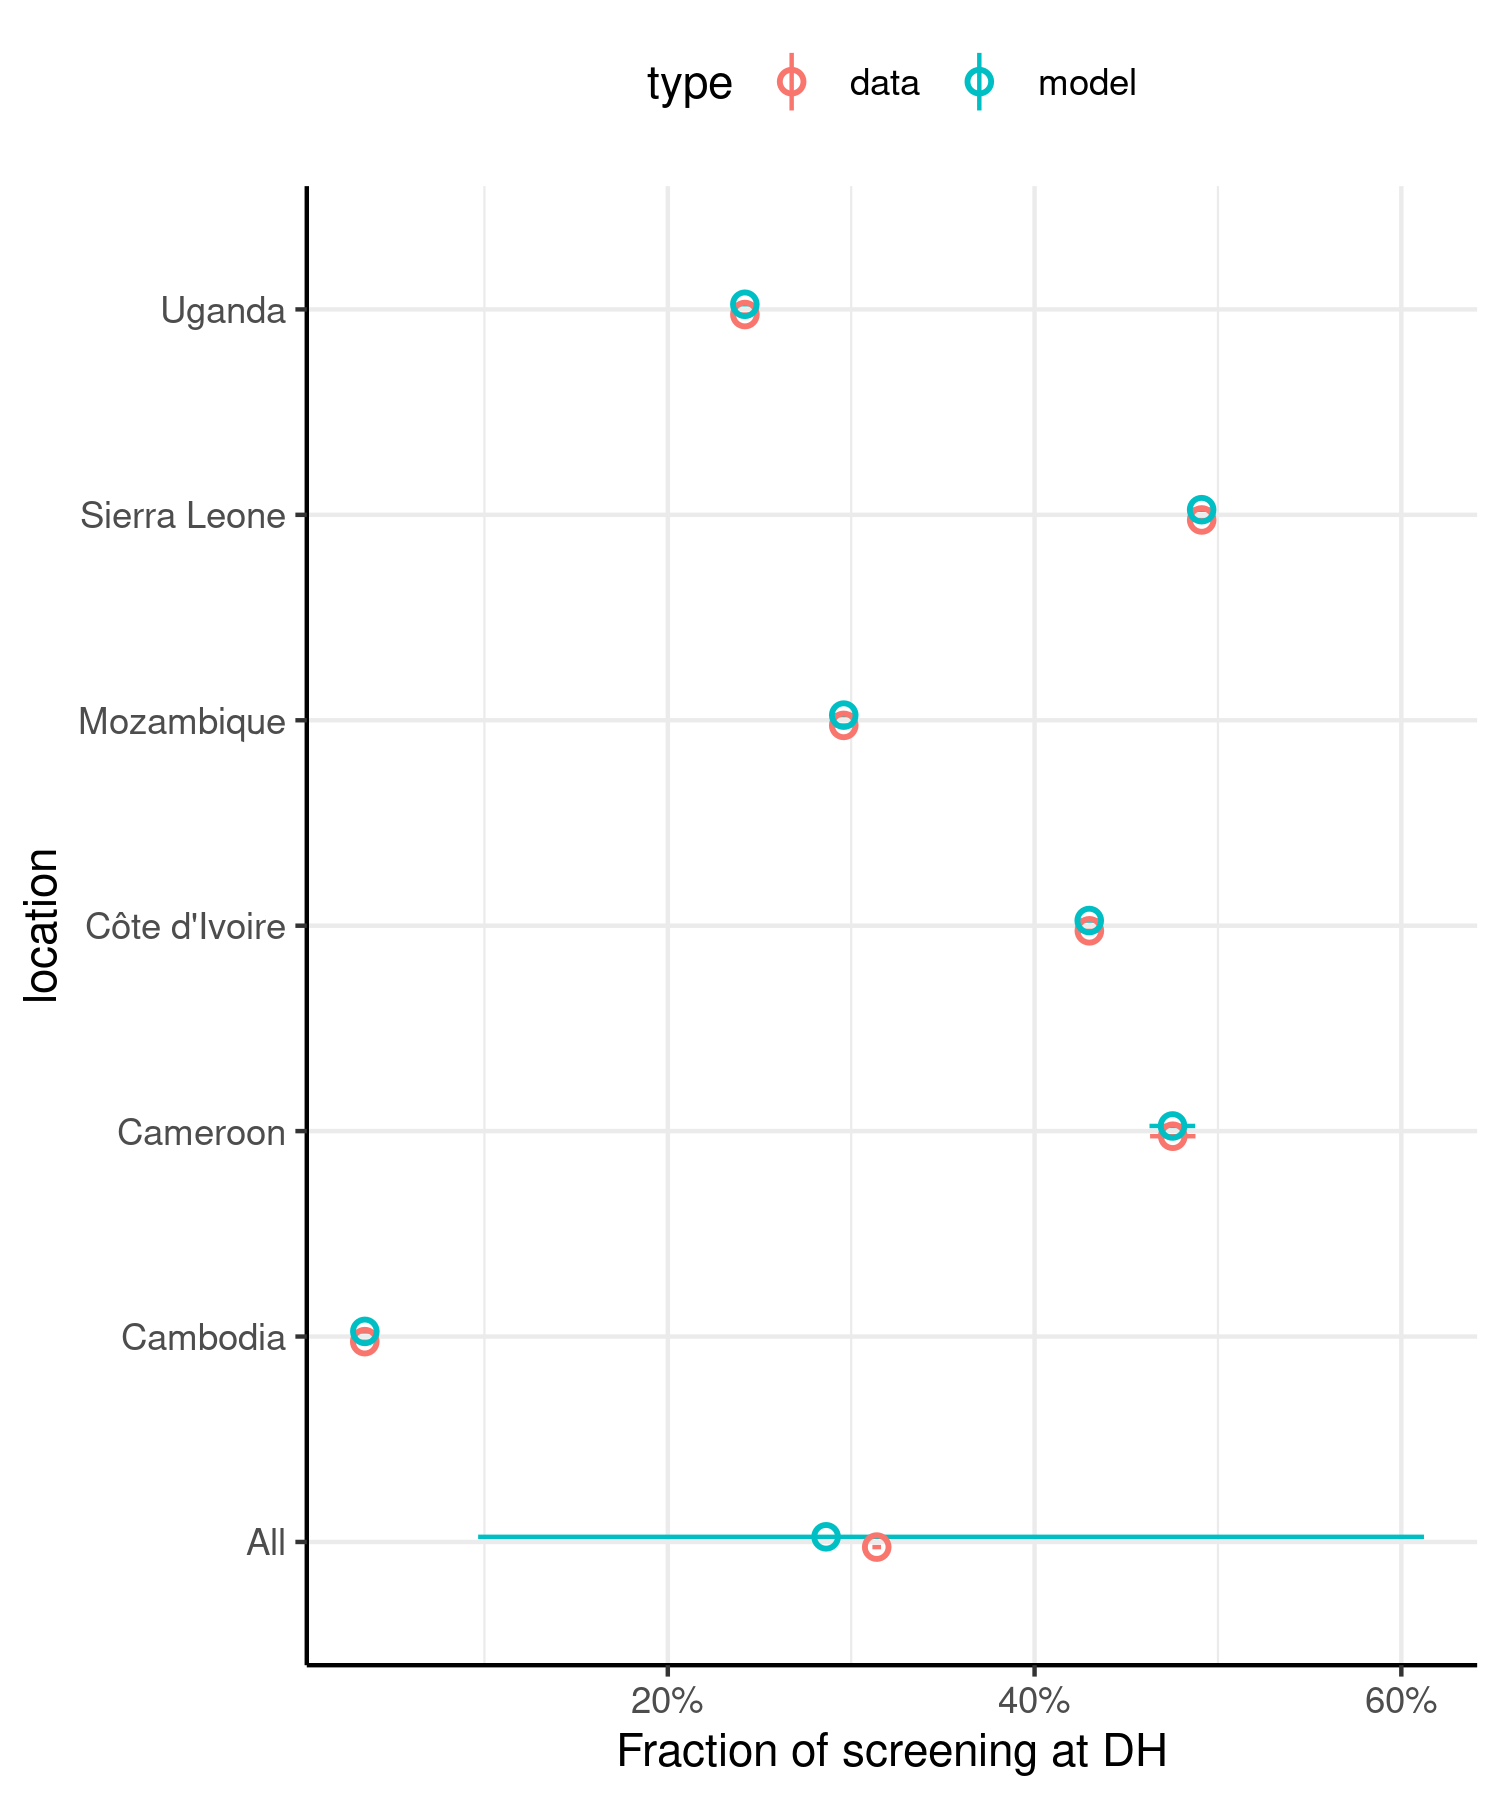 type data model
Uganda
Sierra Leone
Mozambique
Côte d'Ivoire
Cameroon
Cambodia
All
location
20% 40% 60%
Fraction of screening at DH